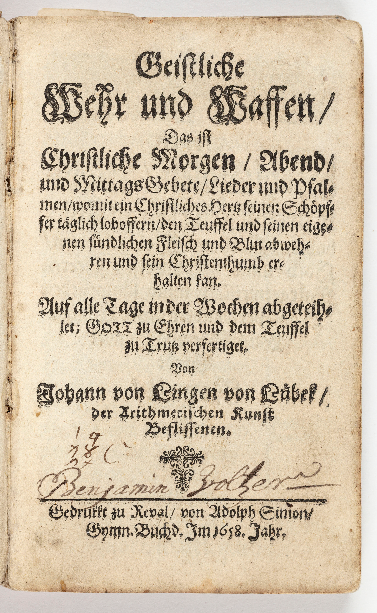 Geistliche
Wehr und Waffen/
Das ist
Christliche Morgen/ Abend/
und Mittags Gebete/ Lieder und Psal-
men/ womit ein Christliches Hertz seinen Schöpf-
fer täglich loboffern/ den Teuffel und seinen eige-
nen sündlichen Fleisch und Blut abweh-
ren und sein Christenthumb er-
halten kan.
Auf alle Tage in der Wochen abgetheih-
let; GOTT zu Ehren und dem Teuffel
zu Trutz verfertiget.
Von
Johann von Lingen von Lübek/
der Arithmetischen Kunst
Beflissenen.
Benjamin
Gedrukkt zu Reval/ von Adolph Simon/
Gymn. Buchd. Im 1658. Jahr.